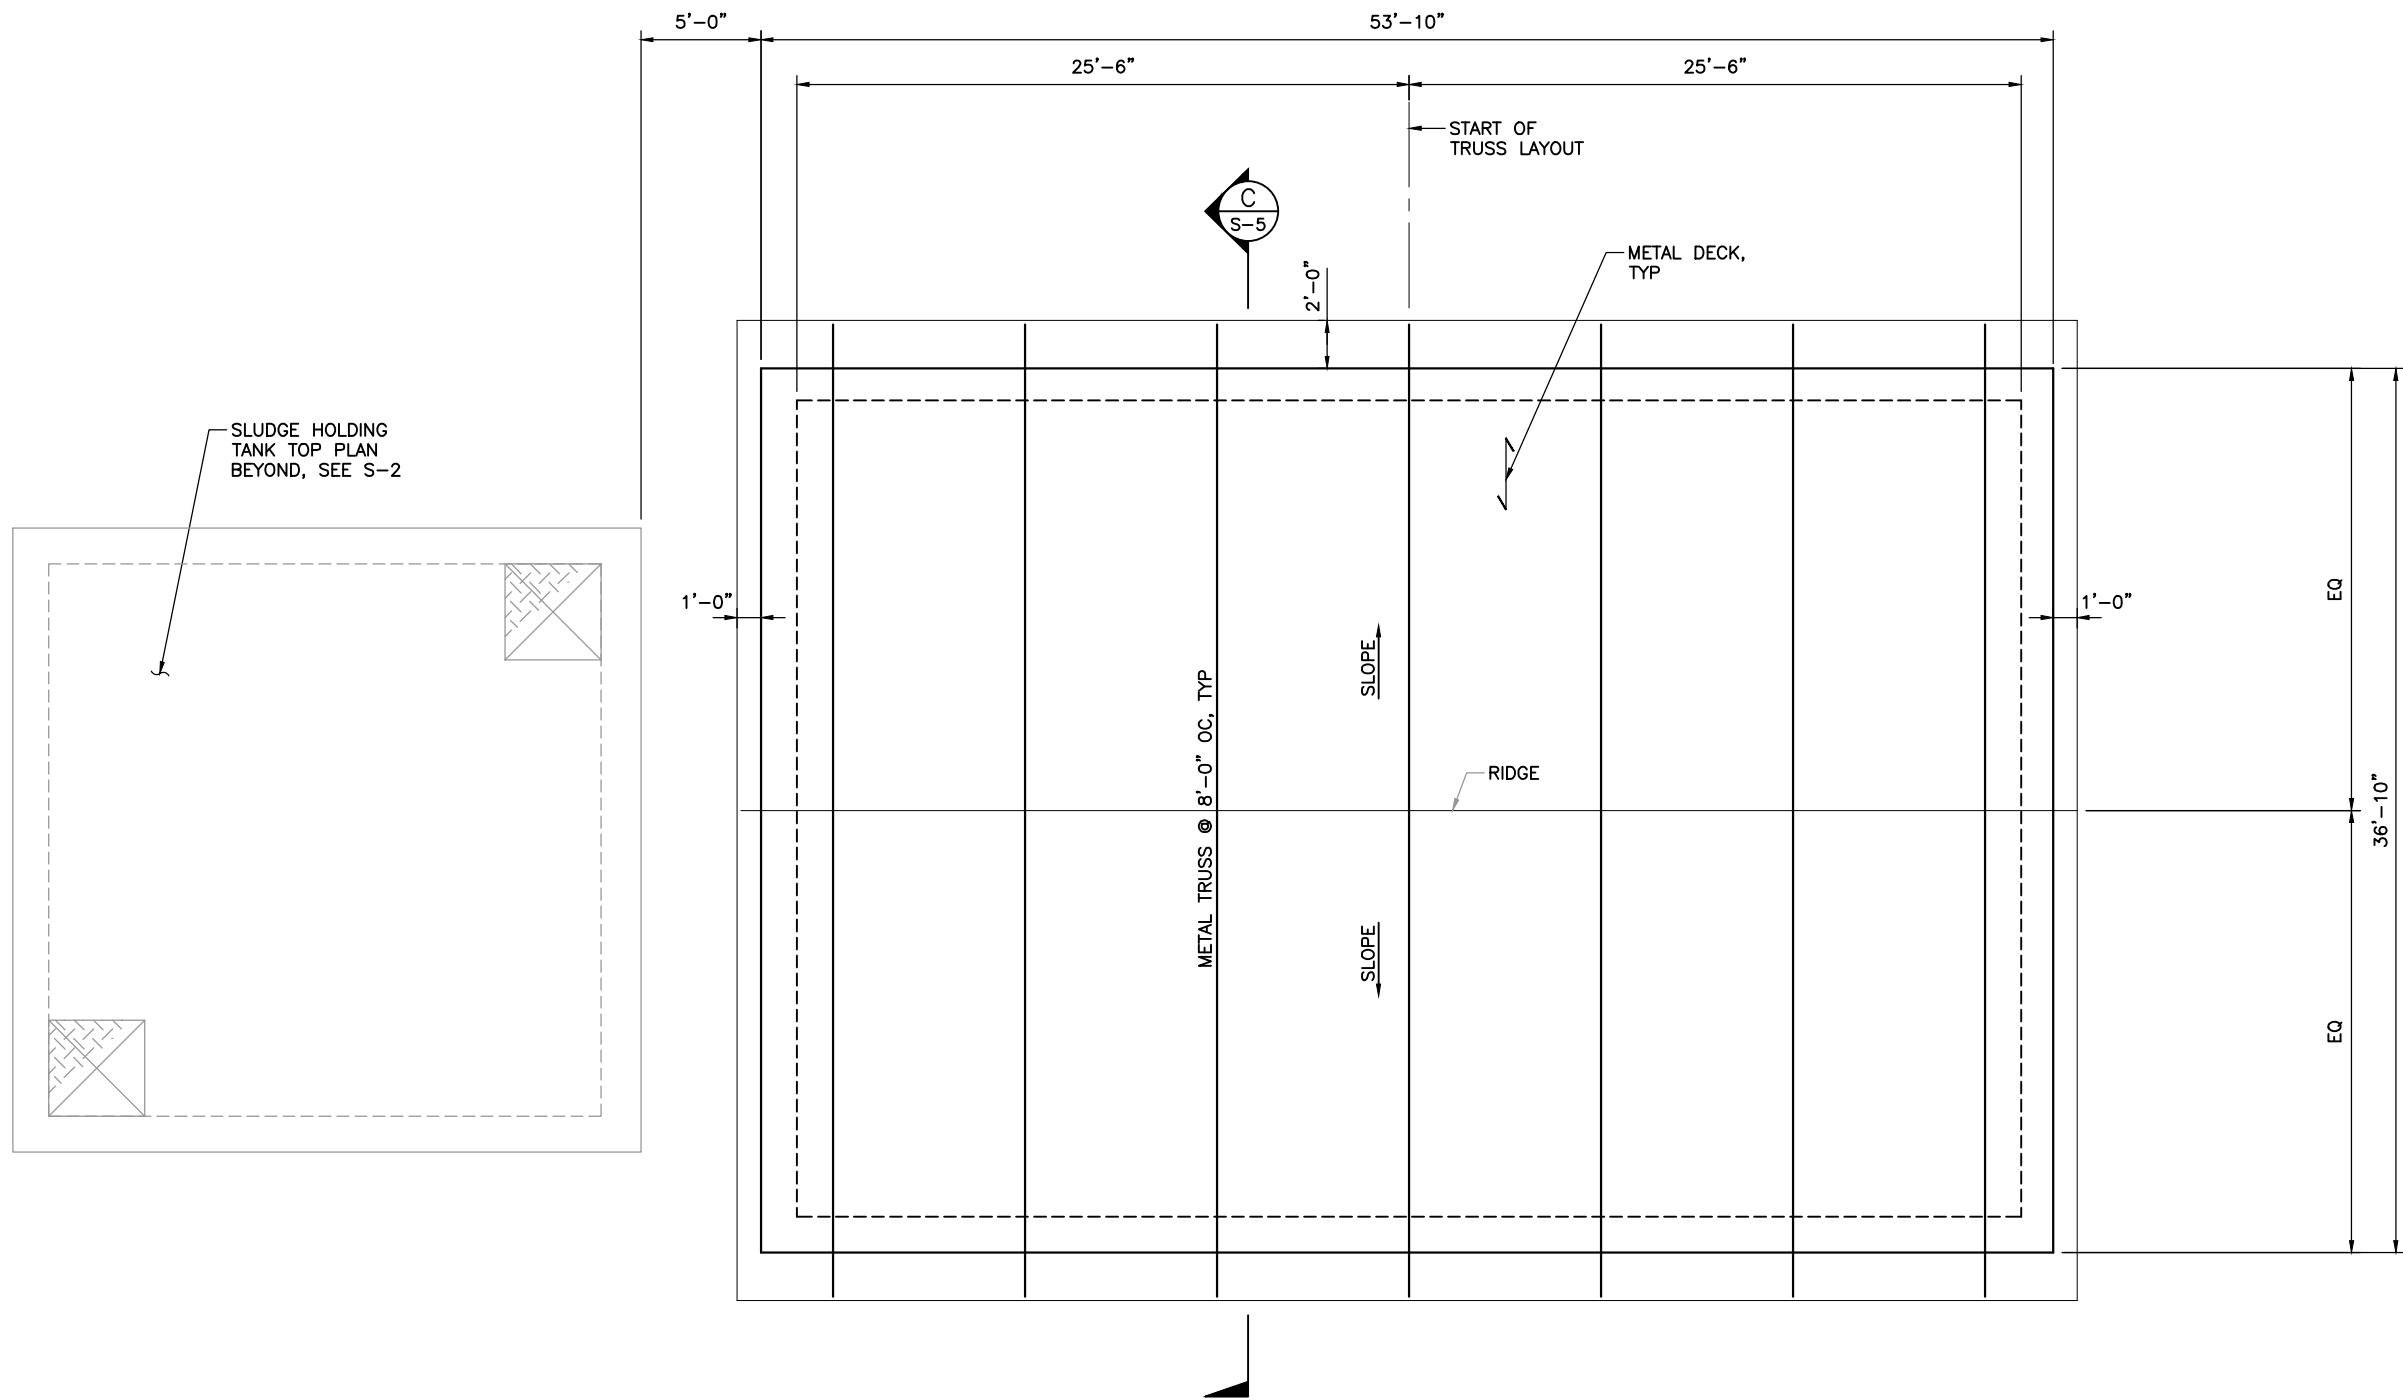 5'-0"
53'-10"
25'-6"
25'-6"
START OF
TRUSS LAYOUT
C
S-5
METAL DECK,
TYP
2'-0"
SLUDGE HOLDING
TANK TOP PLAN
BEYOND, SEE S-2
1'-0"
1'-0"
EQ
SLOPE
METAL TRUSS @ 8'-0" OC, TYP
RIDGE
36'-10"
SLOPE
EQ